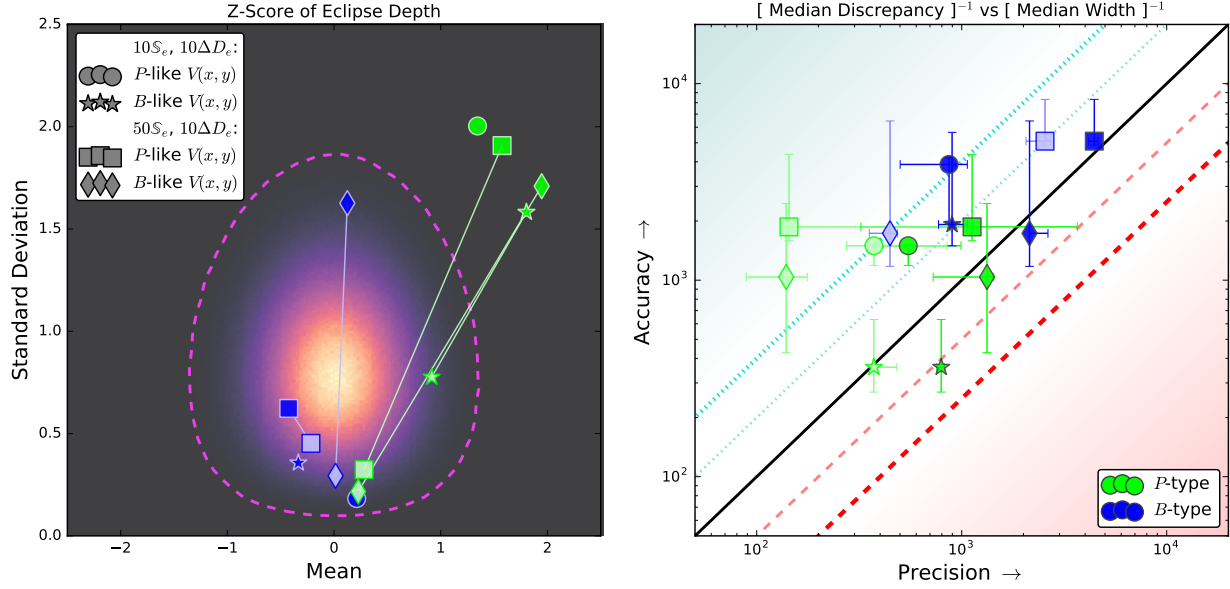 Z-Score of Eclipse Depth
2.5
2.0
1.5
1.0
0.5
0.0
Standard Deviation
10𝕊ₑ, 10ΔDₑ:
P-like V(x, y)
B-like V(x, y)
50𝕊ₑ, 10ΔDₑ:
P-like V(x, y)
B-like V(x, y)
−2
−1
0
1
2
Mean
[ Median Discrepancy ]⁻¹ vs [ Median Width ]⁻¹
10⁴
10³
10²
Accuracy →
P-type
B-type
10²
10³
10⁴
Precision →